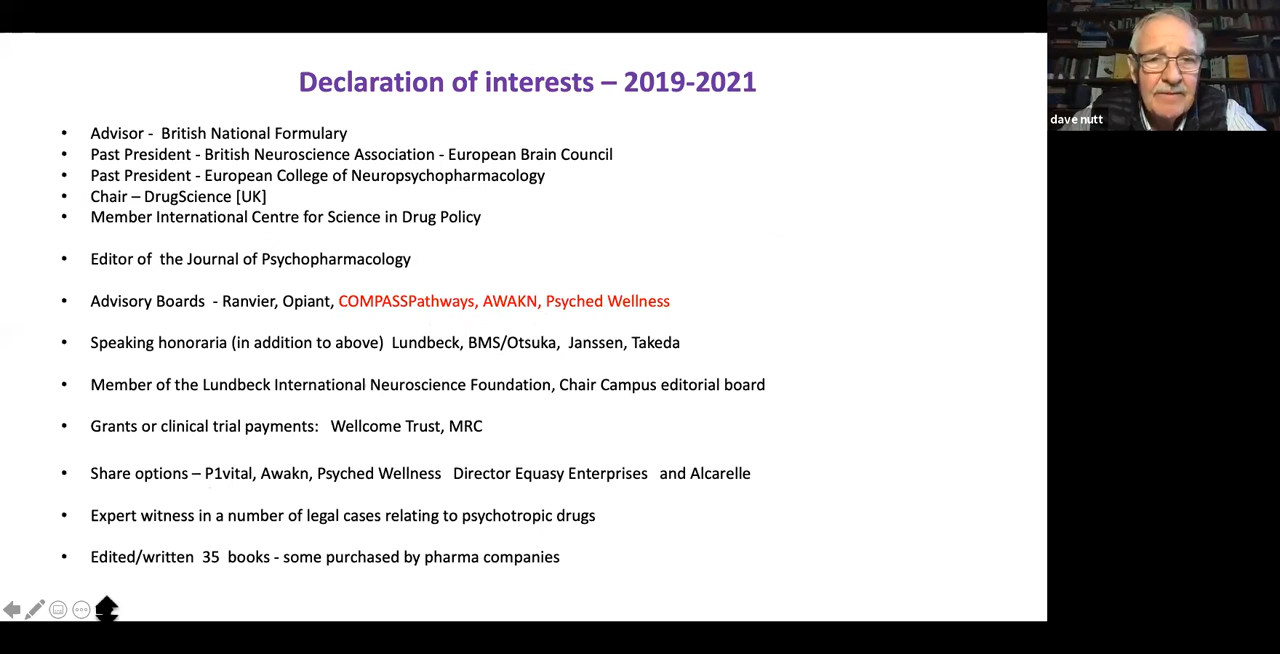 Declaration of interests – 2019-2021
• Advisor - British National Formulary
• Past President - British Neuroscience Association - European Brain Council
• Past President - European College of Neuropsychopharmacology
• Chair – DrugScience [UK]
• Member International Centre for Science in Drug Policy
• Editor of the Journal of Psychopharmacology
• Advisory Boards - Ranvier, Opiant, COMPASSPathways, AWAKN, Psyched Wellness
• Speaking honoraria (in addition to above) Lundbeck, BMS/Otsuka, Janssen, Takeda
• Member of the Lundbeck International Neuroscience Foundation, Chair Campus editorial board
• Grants or clinical trial payments: Wellcome Trust, MRC
• Share options – P1vital, Awakn, Psyched Wellness Director Equasy Enterprises and Alcarelle
• Expert witness in a number of legal cases relating to psychotropic drugs
• Edited/written 35 books - some purchased by pharma companies
dave nutt